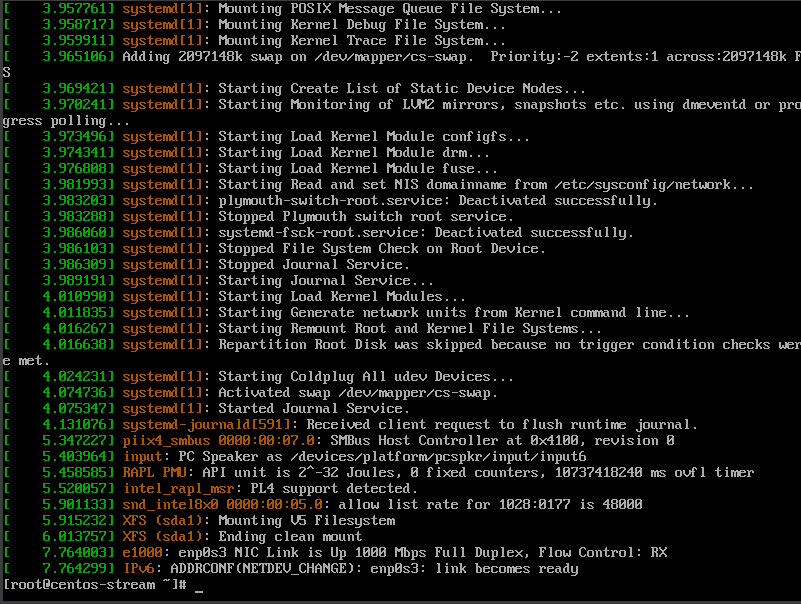 [    3.957761] systemd[1]: Mounting POSIX Message Queue File System...
[    3.958717] systemd[1]: Mounting Kernel Debug File System...
[    3.959911] systemd[1]: Mounting Kernel Trace File System...
[    3.965106] Adding 2097148k swap on /dev/mapper/cs-swap.  Priority:-2 extents:1 across:2097148k F
S
[    3.969421] systemd[1]: Starting Create List of Static Device Nodes...
[    3.970241] systemd[1]: Starting Monitoring of LVM2 mirrors, snapshots etc. using dmeventd or pro
gress polling...
[    3.973496] systemd[1]: Starting Load Kernel Module configfs...
[    3.974341] systemd[1]: Starting Load Kernel Module drm...
[    3.976808] systemd[1]: Starting Load Kernel Module fuse...
[    3.981993] systemd[1]: Starting Read and set NIS domainname from /etc/sysconfig/network...
[    3.983203] systemd[1]: plymouth-switch-root.service: Deactivated successfully.
[    3.983288] systemd[1]: Stopped Plymouth switch root service.
[    3.986060] systemd[1]: systemd-fsck-root.service: Deactivated successfully.
[    3.986103] systemd[1]: Stopped File System Check on Root Device.
[    3.986309] systemd[1]: Stopped Journal Service.
[    3.989191] systemd[1]: Starting Journal Service...
[    4.010990] systemd[1]: Starting Load Kernel Modules...
[    4.011835] systemd[1]: Starting Generate network units from Kernel command line...
[    4.016267] systemd[1]: Starting Remount Root and Kernel File Systems...
[    4.016638] systemd[1]: Repartition Root Disk was skipped because no trigger condition checks wer
e met.
[    4.024231] systemd[1]: Starting Coldplug All udev Devices...
[    4.074736] systemd[1]: Activated swap /dev/mapper/cs-swap.
[    4.075347] systemd[1]: Started Journal Service.
[    4.131076] systemd-journald[591]: Received client request to flush runtime journal.
[    5.347227] piix4_smbus 0000:00:07.0: SMBus Host Controller at 0x4100, revision 0
[    5.403964] input: PC Speaker as /devices/platform/pcspkr/input/input6
[    5.458585] RAPL PMU: API unit is 2^-32 Joules, 0 fixed counters, 10737418240 ms ovfl timer
[    5.520057] intel_rapl_msr: PL4 support detected.
[    5.901133] snd_intel8x0 0000:00:05.0: allow list rate for 1028:0177 is 48000
[    5.915232] XFS (sda1): Mounting V5 Filesystem
[    6.013757] XFS (sda1): Ending clean mount
[    7.764003] e1000: enp0s3 NIC Link is Up 1000 Mbps Full Duplex, Flow Control: RX
[    7.764299] IPv6: ADDRCONF(NETDEV_CHANGE): enp0s3: link becomes ready
[root@centos-stream ~]# _